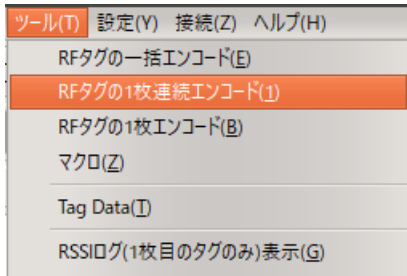 ツール(T) 設定(Y) 接続(Z) ヘルプ(H)
RFタグの一括エンコード(E)
RFタグの1枚連続エンコード(1)
RFタグの1枚エンコード(B)
マクロ(Z)
Tag Data(T)
RSSIログ(1枚目のタグのみ)表示(G)